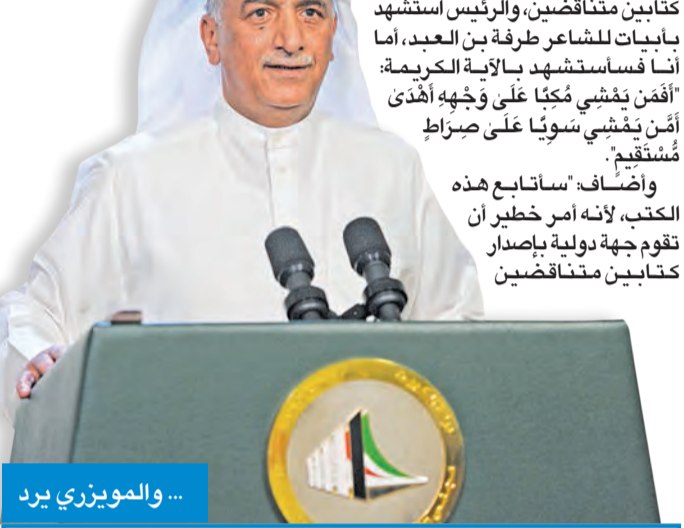 كتابين متناقضين، والرئيس استشهد
بأبيات للشاعر طرفة بن العبد، أما
أنا فسأستشهد بالآية الكريمة:
"أَفَمَن يَمْشِي مُكِبًّا عَلَىٰ وَجْهِهِ أَهْدَىٰ
أَمَّن يَمْشِي سَوِيًّا عَلَىٰ صِرَاطٍ
مُّسْتَقِيمٍ".
وأضاف: "سأتابع هذه
الكتب، لأنه أمر خطير أن
تقوم جهة دولية بإصدار
كتابين متناقضين
... والمويزري يرد